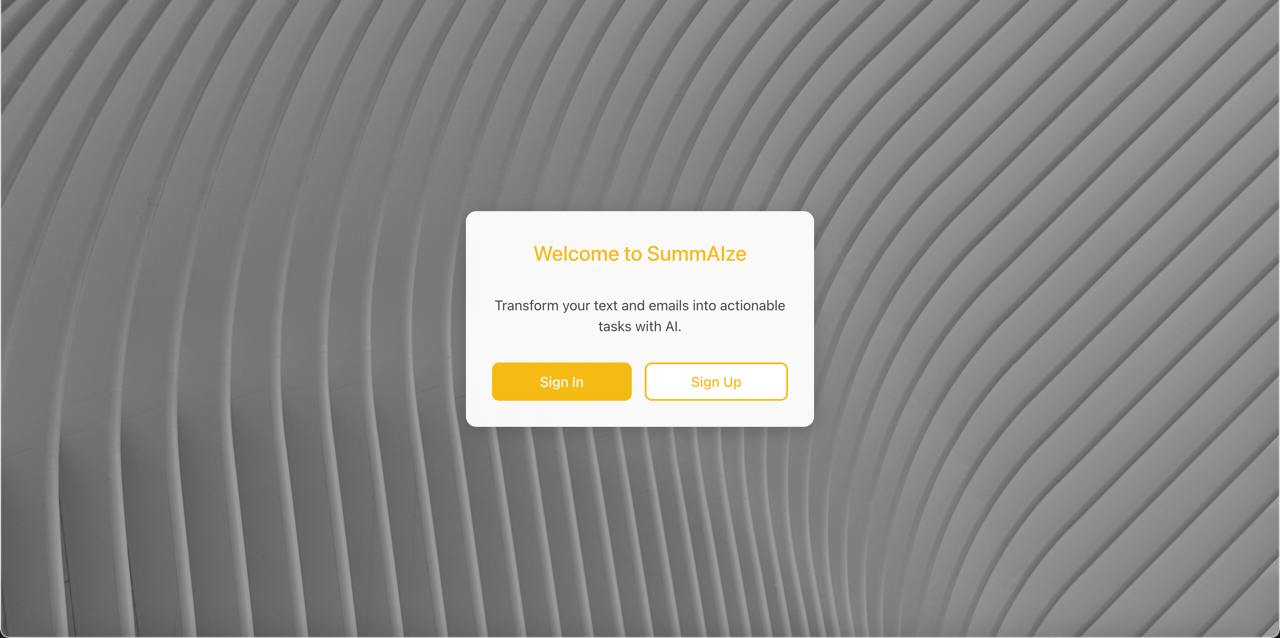 Welcome to SummAIze
Transform your text and emails into actionable
tasks with AI.
Sign In
Sign Up